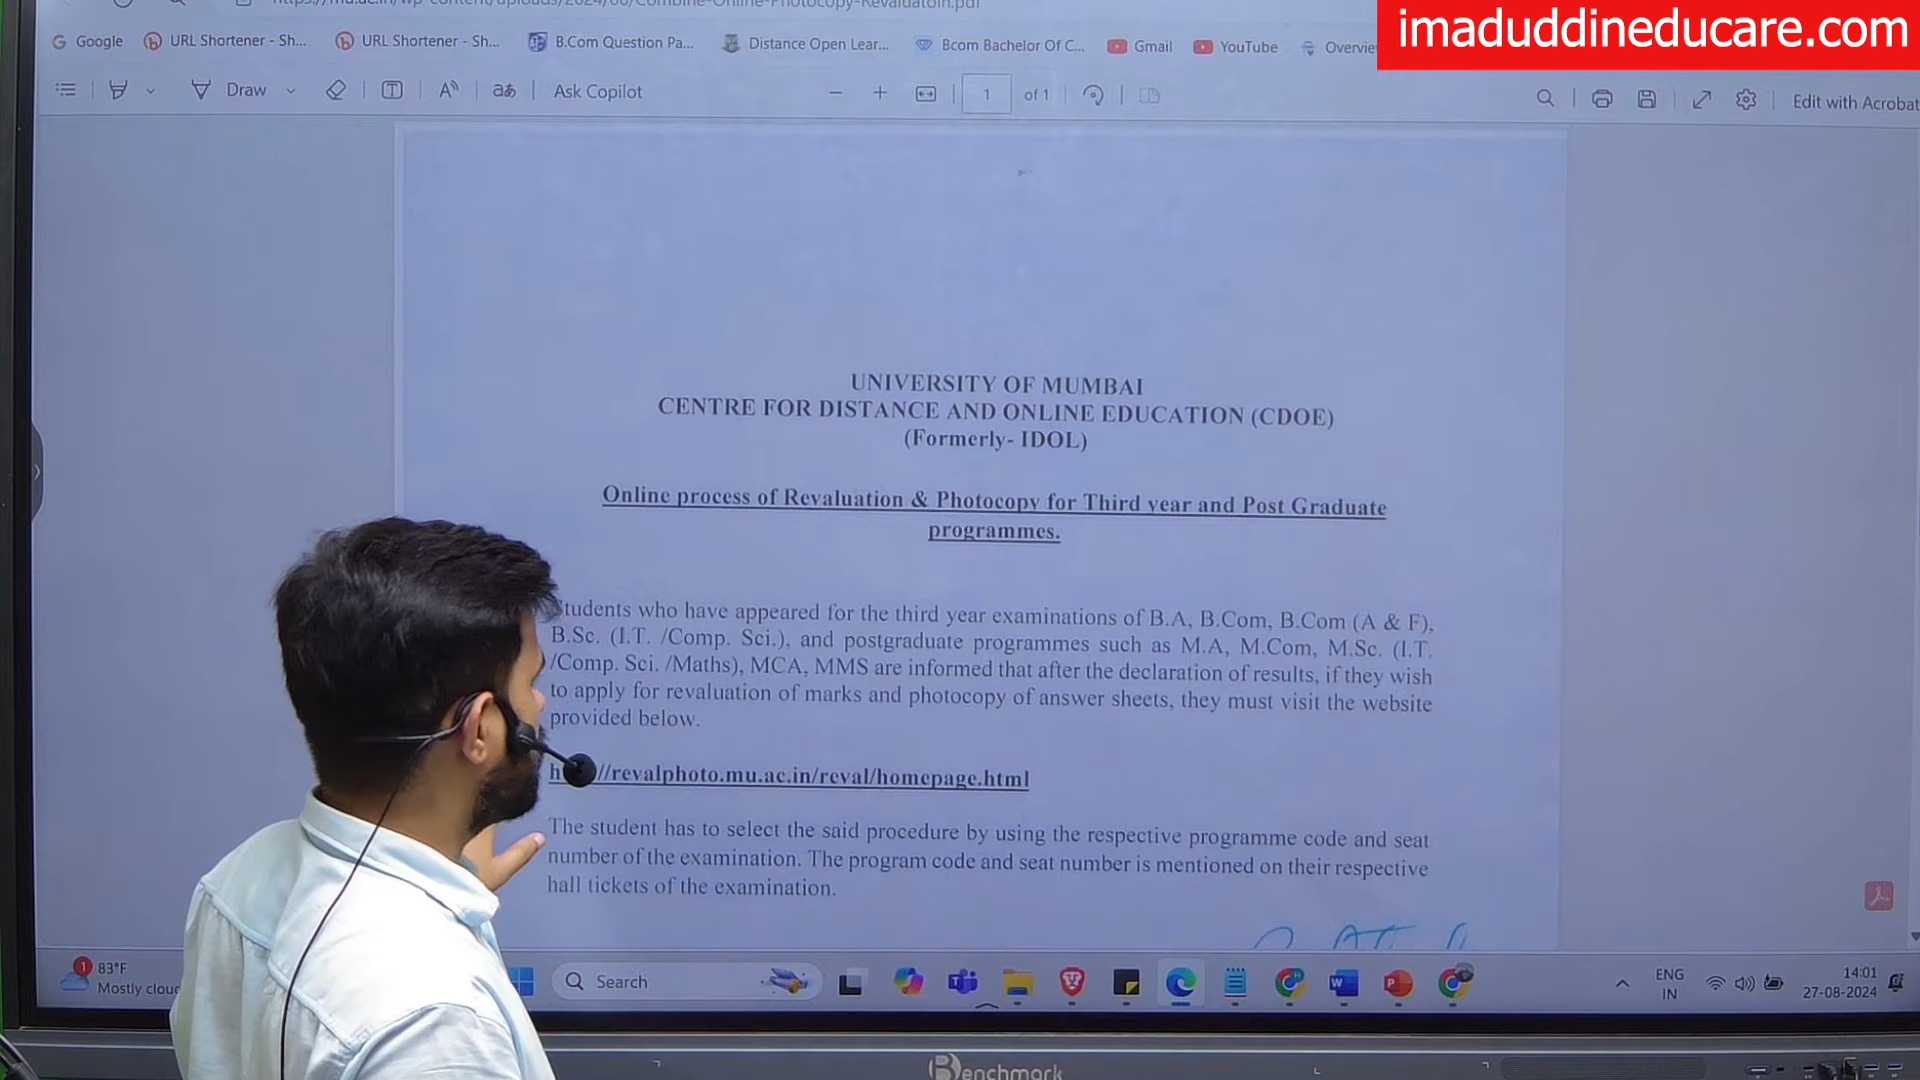 imaduddineducare.com
Google
URL Shortener - Sh...
URL Shortener - Sh...
B.Com Question Pa...
Distance Open Lear...
Bcom Bachelor Of C...
Gmail
YouTube
Draw
Ask Copilot
1 of 1
Edit with Acrobat
UNIVERSITY OF MUMBAI
CENTRE FOR DISTANCE AND ONLINE EDUCATION (CDOE)
(Formerly- IDOL)
Online process of Revaluation & Photocopy for Third year and Post Graduate
programmes.
Students who have appeared for the third year examinations of B.A, B.Com, B.Com (A & F),
B.Sc. (I.T. /Comp. Sci.), and postgraduate programmes such as M.A, M.Com, M.Sc. (I.T.
/Comp. Sci. /Maths), MCA, MMS are informed that after the declaration of results, if they wish
to apply for revaluation of marks and photocopy of answer sheets, they must visit the website
provided below.
//revalphoto.mu.ac.in/reval/homepage.html
The student has to select the said procedure by using the respective programme code and seat
number of the examination. The program code and seat number is mentioned on their respective
hall tickets of the examination.
1
83°F
Mostly cloud
Search
ENG
IN
14:01
27-08-2024
Benchmark